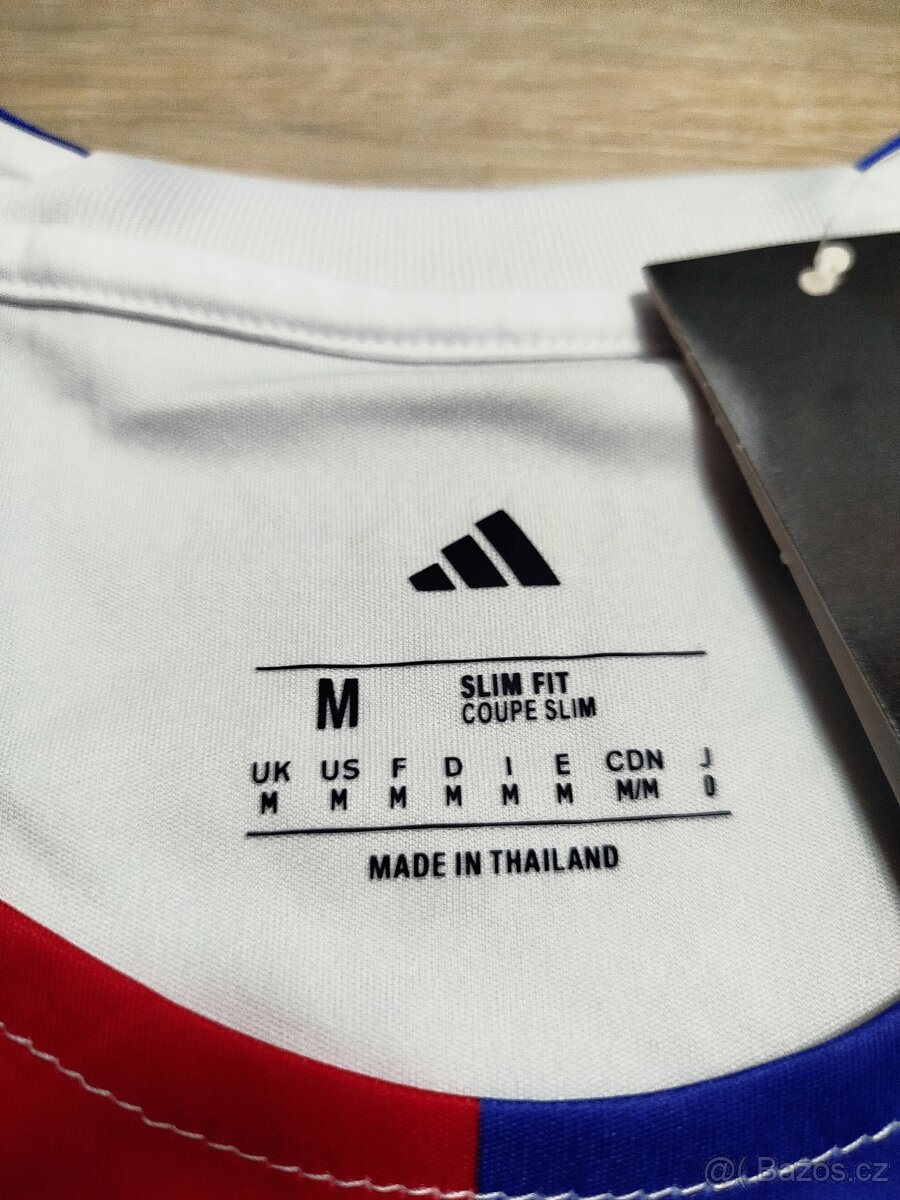 M
SLIM FIT
COUPE SLIM
UK US F D I E CDN J
M M M M M M M/M O
MADE IN THAILAND
@( Bazos.cz